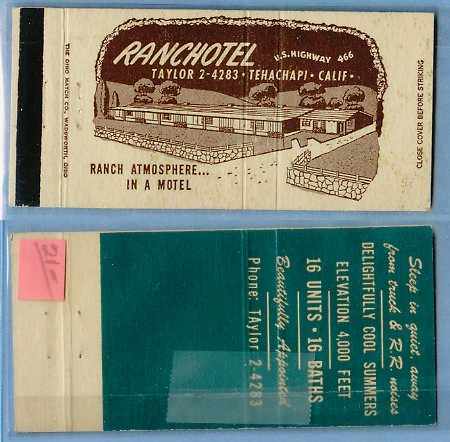 THE OHIO MATCH CO., WADSWORTH, OHIO
RANCHOTEL
U.S. HIGHWAY 466
TAYLOR 2-4283 • TEHACHAPI • CALIF •
RANCH ATMOSPHERE...
IN A MOTEL
CLOSE COVER BEFORE STRIKING
21-
Sleep in quiet, away
from truck & RR noises
DELIGHTFULLY COOL SUMMERS
ELEVATION 4,000 FEET
16 UNITS • 16 BATHS
Beautifully Appointed
Phone: TAylor 2-4283